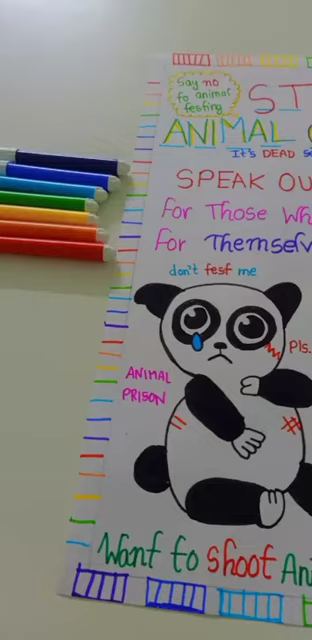 Say no
to animal
testing
ST
ANIMAL
It's DEAD
SPEAK OU
For Those Wh
For Themselv
don't test me
Pls.
ANIMAL
PRISON
Want to shoot Ani